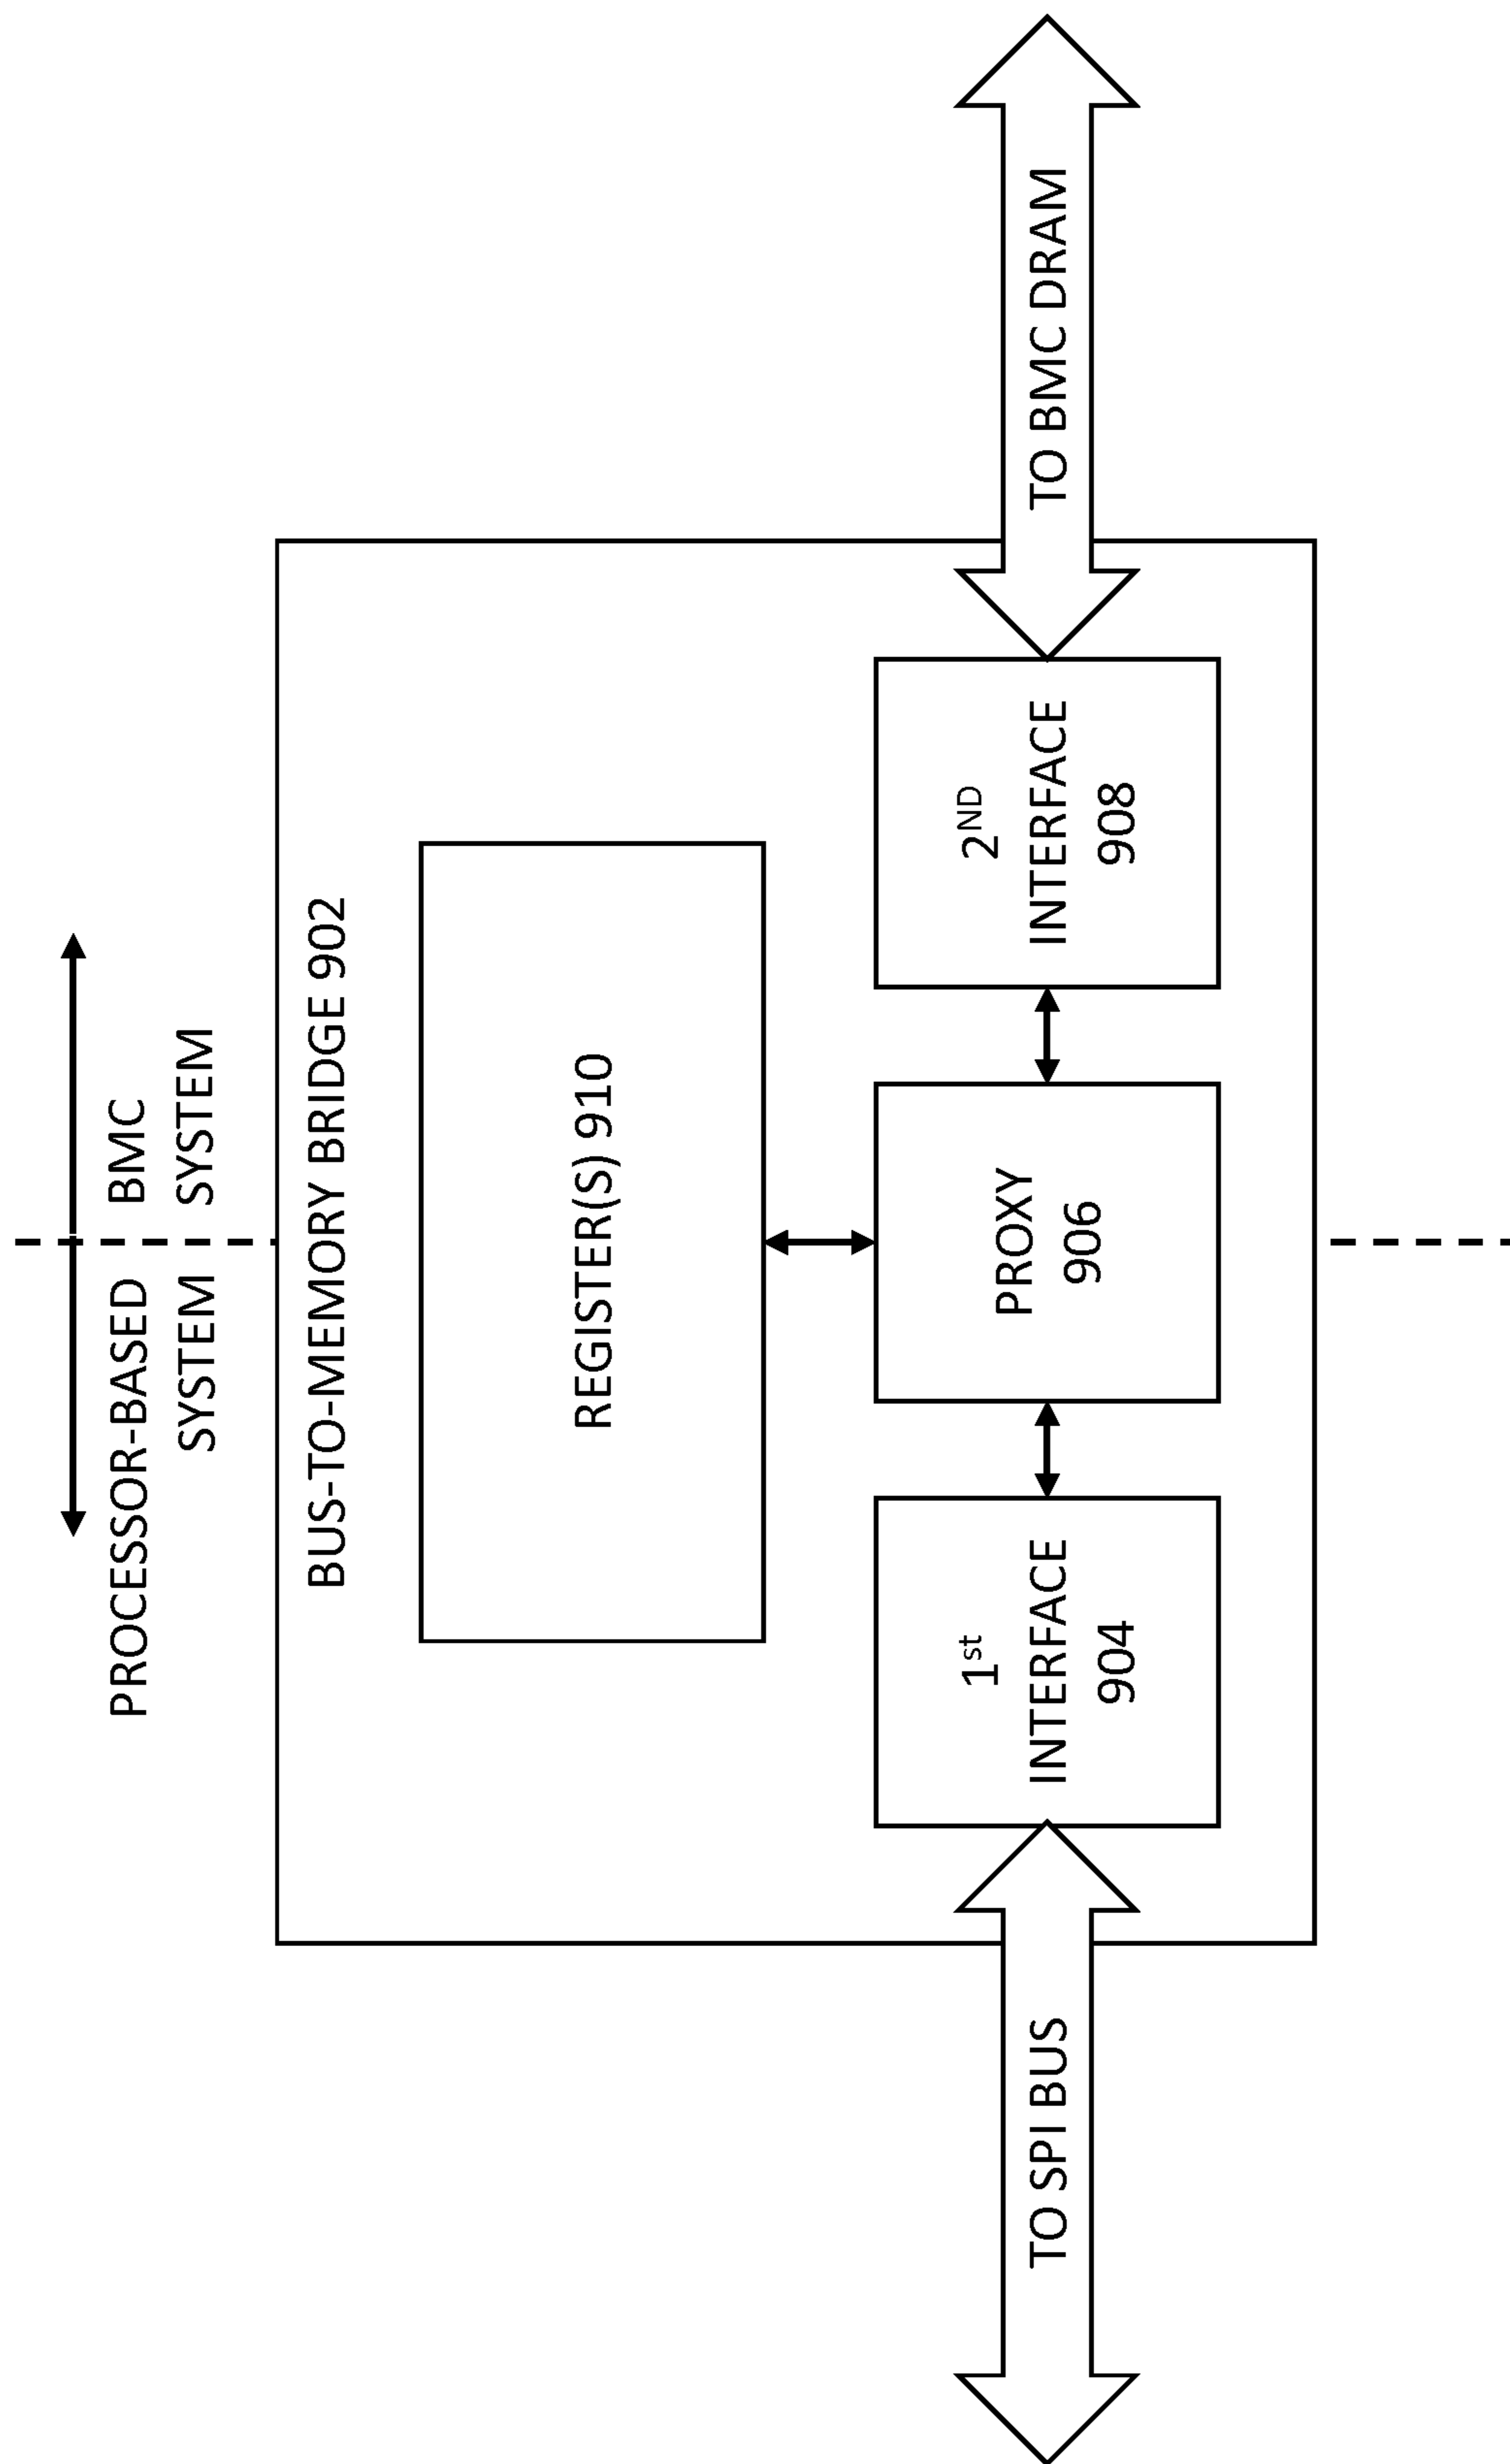 PROCESSOR-BASED
SYSTEM
BMC
SYSTEM
BUS-TO-MEMORY BRIDGE 902
REGISTER(S) 910
TO SPI BUS
1st
INTERFACE
904
PROXY
906
2ND
INTERFACE
908
TO BMC DRAM